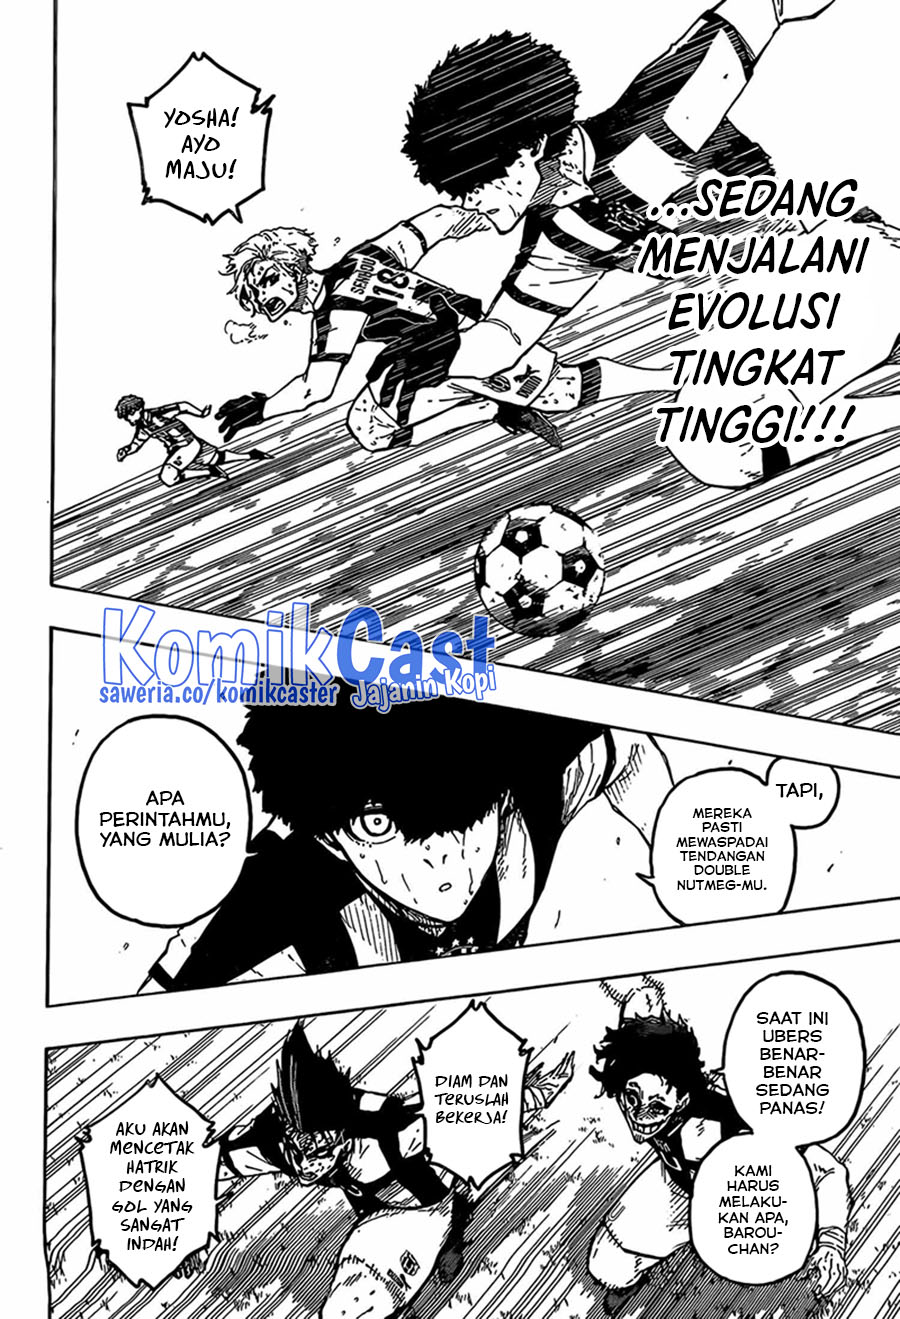 ...SEDANG
MENJALANI
EVOLUSI
TINGKAT
TINGGI!!!
YOSHA!
AYO
MAJU!
SENDOU
18
KomikCast
saweria.co/komikcaster Jajanin Kopi
TAPI,
MEREKA
PASTI
MEWASPADAI
TENDANGAN
DOUBLE
NUTMEG-MU.
APA
PERINTAHMU,
YANG MULIA?
SAAT INI
UBERS
BENAR-
BENAR
SEDANG
PANAS!
KAMI
HARUS
MELAKU-
KAN APA,
BAROU-
CHAN?
DIAM DAN
TERUSLAH
BEKERJA!
AKU AKAN
MENCETAK
HATRIK
DENGAN
GOL YANG
SANGAT
INDAH!